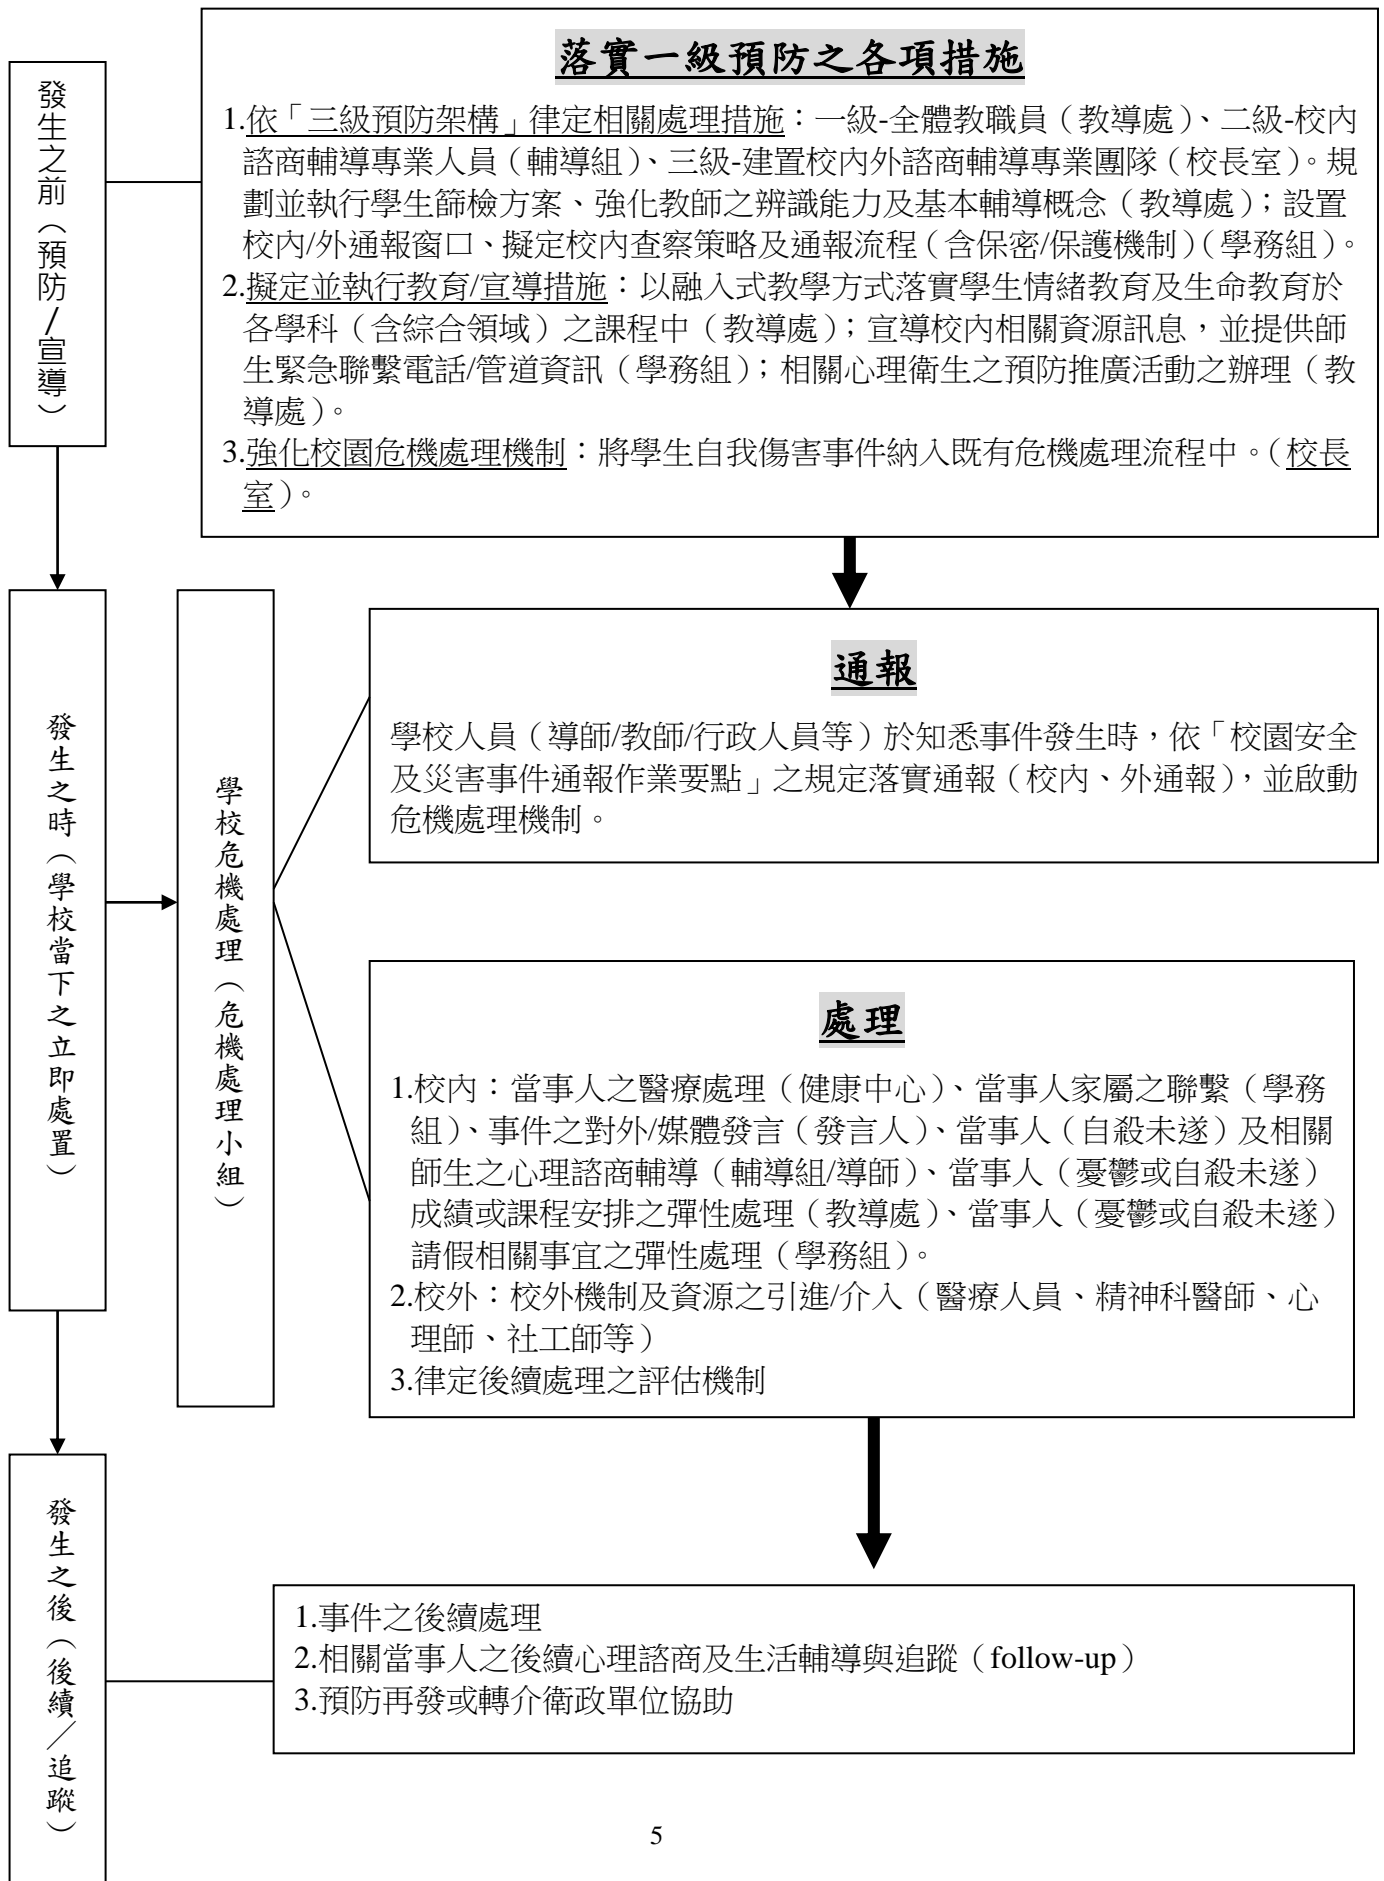 落實一級預防之各項措施
發生之前（預防/宣導）
1.依「三級預防架構」律定相關處理措施：一級-全體教職員（教導處）、二級-校內
諮商輔導專業人員（輔導組）、三級-建置校內外諮商輔導專業團隊（校長室）。規
劃並執行學生篩檢方案、強化教師之辨識能力及基本輔導概念（教導處）；設置
校內/外通報窗口、擬定校內查察策略及通報流程（含保密/保護機制）（學務組）。
2.擬定並執行教育/宣導措施：以融入式教學方式落實學生情緒教育及生命教育於
各學科（含綜合領域）之課程中（教導處）；宣導校內相關資源訊息，並提供師
生緊急聯繫電話/管道資訊（學務組）；相關心理衛生之預防推廣活動之辦理（教
導處）。
3.強化校園危機處理機制：將學生自我傷害事件納入既有危機處理流程中。（校長
室）。
發生之時（學校當下之立即處置）
學校危機處理（危機處理小組）
通報
學校人員（導師/教師/行政人員等）於知悉事件發生時，依「校園安全
及災害事件通報作業要點」之規定落實通報（校內、外通報），並啟動
危機處理機制。
處理
1.校內：當事人之醫療處理（健康中心）、當事人家屬之聯繫（學務
組）、事件之對外/媒體發言（發言人）、當事人（自殺未遂）及相關
師生之心理諮商輔導（輔導組/導師）、當事人（憂鬱或自殺未遂）
成績或課程安排之彈性處理（教導處）、當事人（憂鬱或自殺未遂）
請假相關事宜之彈性處理（學務組）。
2.校外：校外機制及資源之引進/介入（醫療人員、精神科醫師、心
理師、社工師等）
3.律定後續處理之評估機制
發生之後（後續／追蹤）
1.事件之後續處理
2.相關當事人之後續心理諮商及生活輔導與追蹤（follow-up）
3.預防再發或轉介衛政單位協助
5